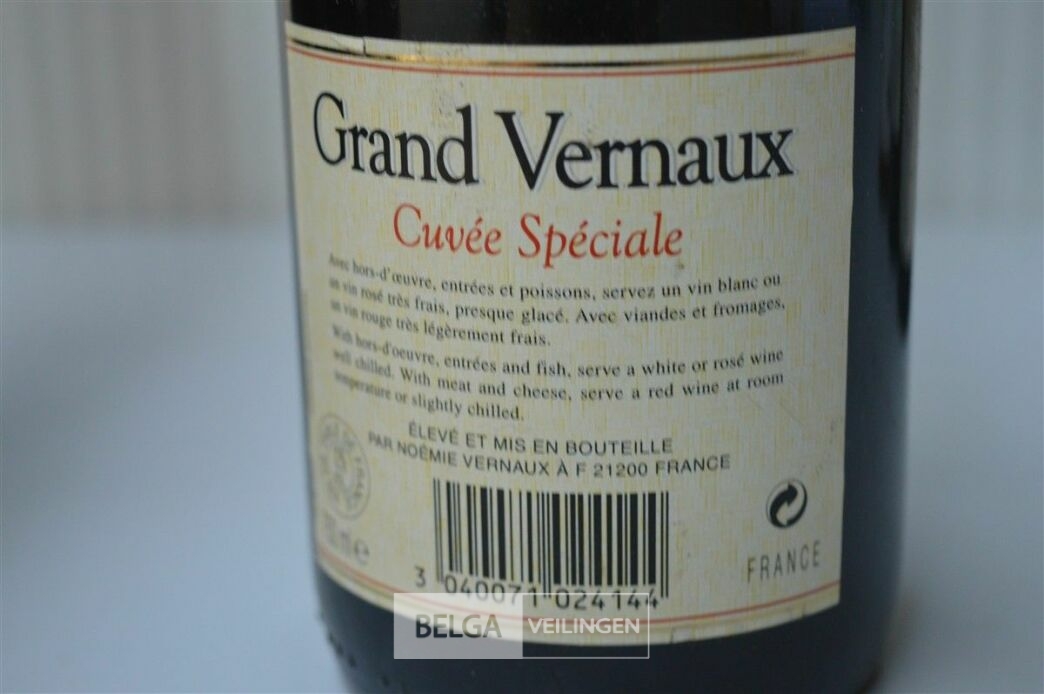 Grand Vernaux
Cuvée Spéciale
Avec hors-d'œuvre, entrées et poissons, servez un vin blanc ou
un vin rosé très frais, presque glacé. Avec viandes et fromages,
un vin rouge très légèrement frais.
With hors-d'oeuvre, entrées and fish, serve a white or rosé wine
well chilled. With meat and cheese, serve a red wine at room
temperature or slightly chilled.
ÉLEVÉ ET MIS EN BOUTEILLE
PAR NOÉMIE VERNAUX À F 21200 FRANCE
FRANCE
3 040071 024144
BELGA VEILINGEN